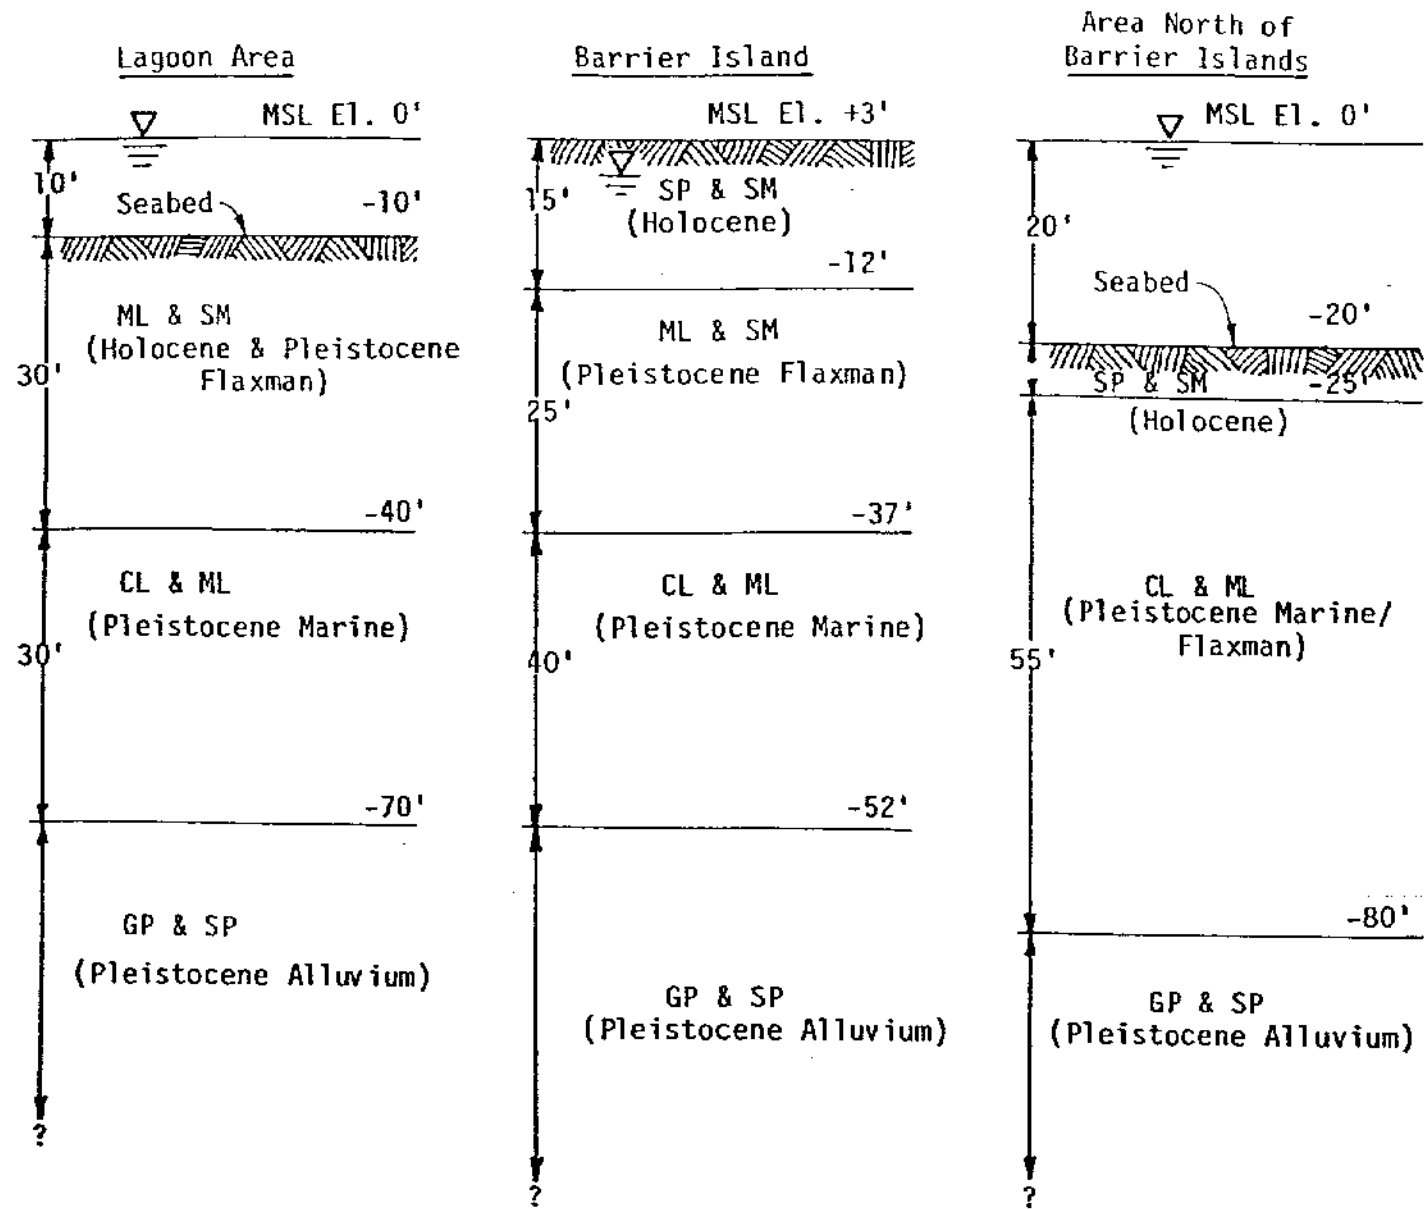 Lagoon Area
MSL El. 0'
10'
Seabed
-10'
ML & SM
(Holocene & Pleistocene
Flaxman)
30'
-40'
CL & ML
(Pleistocene Marine)
30'
-70'
GP & SP
(Pleistocene Alluvium)
?
Barrier Island
MSL El. +3'
15'
SP & SM
(Holocene)
-12'
ML & SM
(Pleistocene Flaxman)
25'
-37'
CL & ML
(Pleistocene Marine)
40'
-52'
GP & SP
(Pleistocene Alluvium)
?
Area North of
Barrier Islands
MSL El. 0'
20'
Seabed
-20'
SP & SM
-25'
(Holocene)
CL & ML
(Pleistocene Marine/
Flaxman)
55'
-80'
GP & SP
(Pleistocene Alluvium)
?